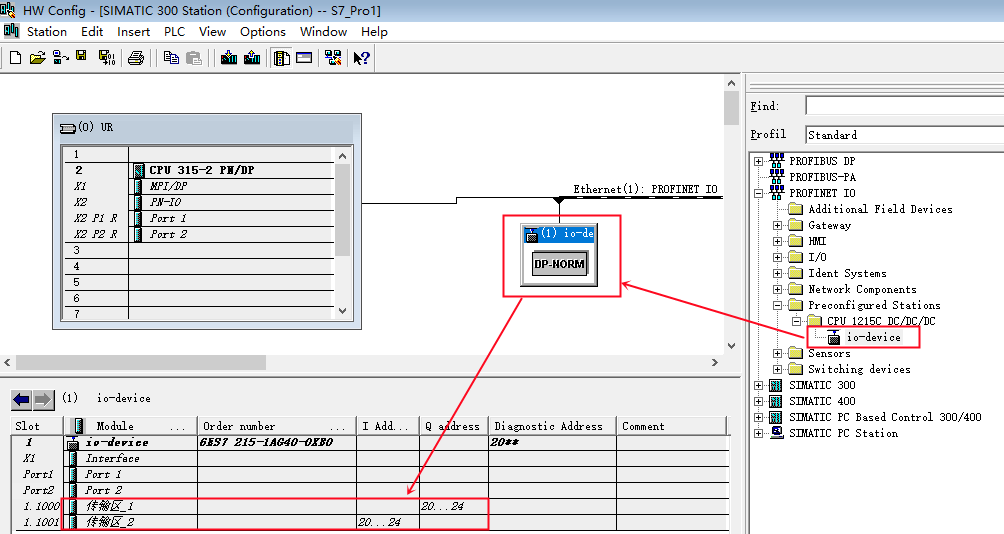 HW Config - [SIMATIC 300 Station (Configuration) -- S7_Pro1]
Station Edit Insert PLC View Options Window Help
(0) UR
1
2 CPU 315-2 PN/DP
X1 MPI/DP
X2 PN-IO
X2 P1 R Port 1
X2 P2 R Port 2
3
4
5
6
7
Ethernet(1): PROFINET IO
(1) io-de
DP-NORM
Find:
Profil Standard
PROFIBUS DP
PROFIBUS-PA
PROFINET IO
Additional Field Devices
Gateway
HMI
I/O
Ident Systems
Network Components
Preconfigured Stations
CPU 1215C DC/DC/DC
io-device
Sensors
Switching devices
SIMATIC 300
SIMATIC 400
SIMATIC PC Based Control 300/400
SIMATIC PC Station
(1) io-device
Slot Module ... Order number ... I Add... Q address Diagnostic Address Comment
1 io-device 6ES7 215-1AG40-0XB0 20**
X1 Interface
Port1 Port 1
Port2 Port 2
1.1000 传输区_1 20...24
1.1001 传输区_2 20...24